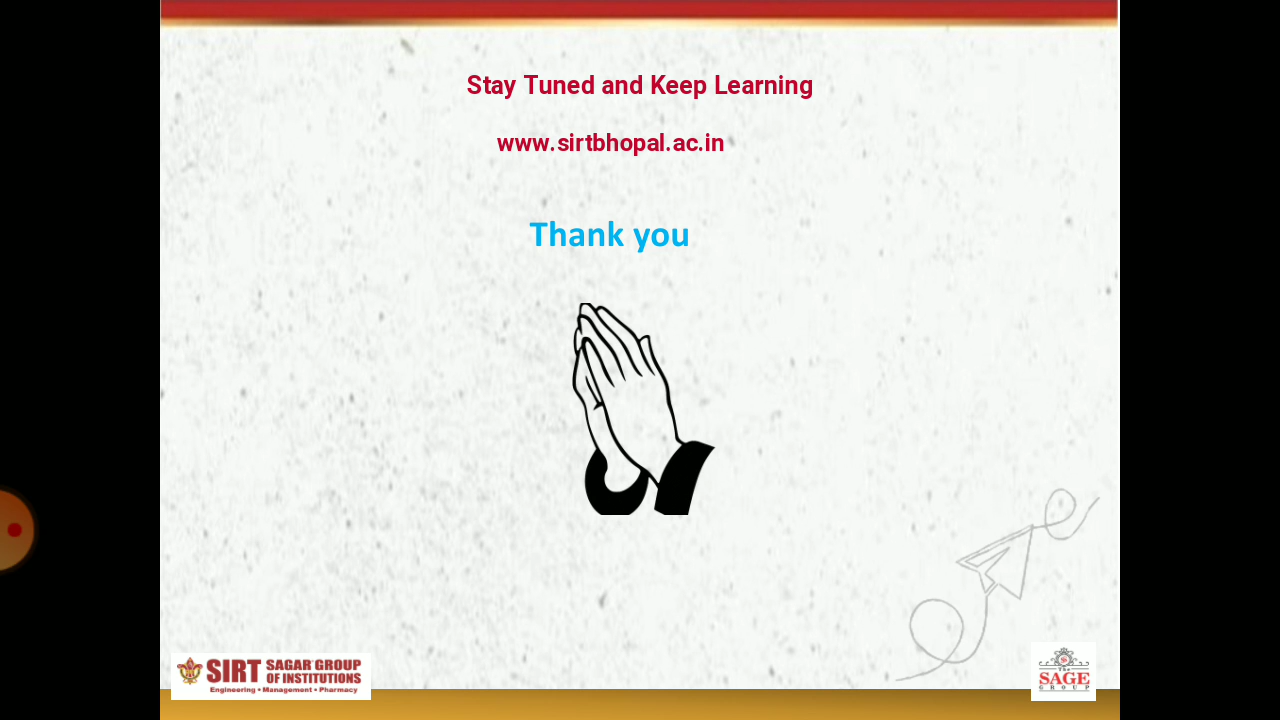 Stay Tuned and Keep Learning
www.sirtbhopal.ac.in
Thank you
SIRT SAGAR GROUP
OF INSTITUTIONS
Engineering • Management • Pharmacy
The
SAGE
GROUP